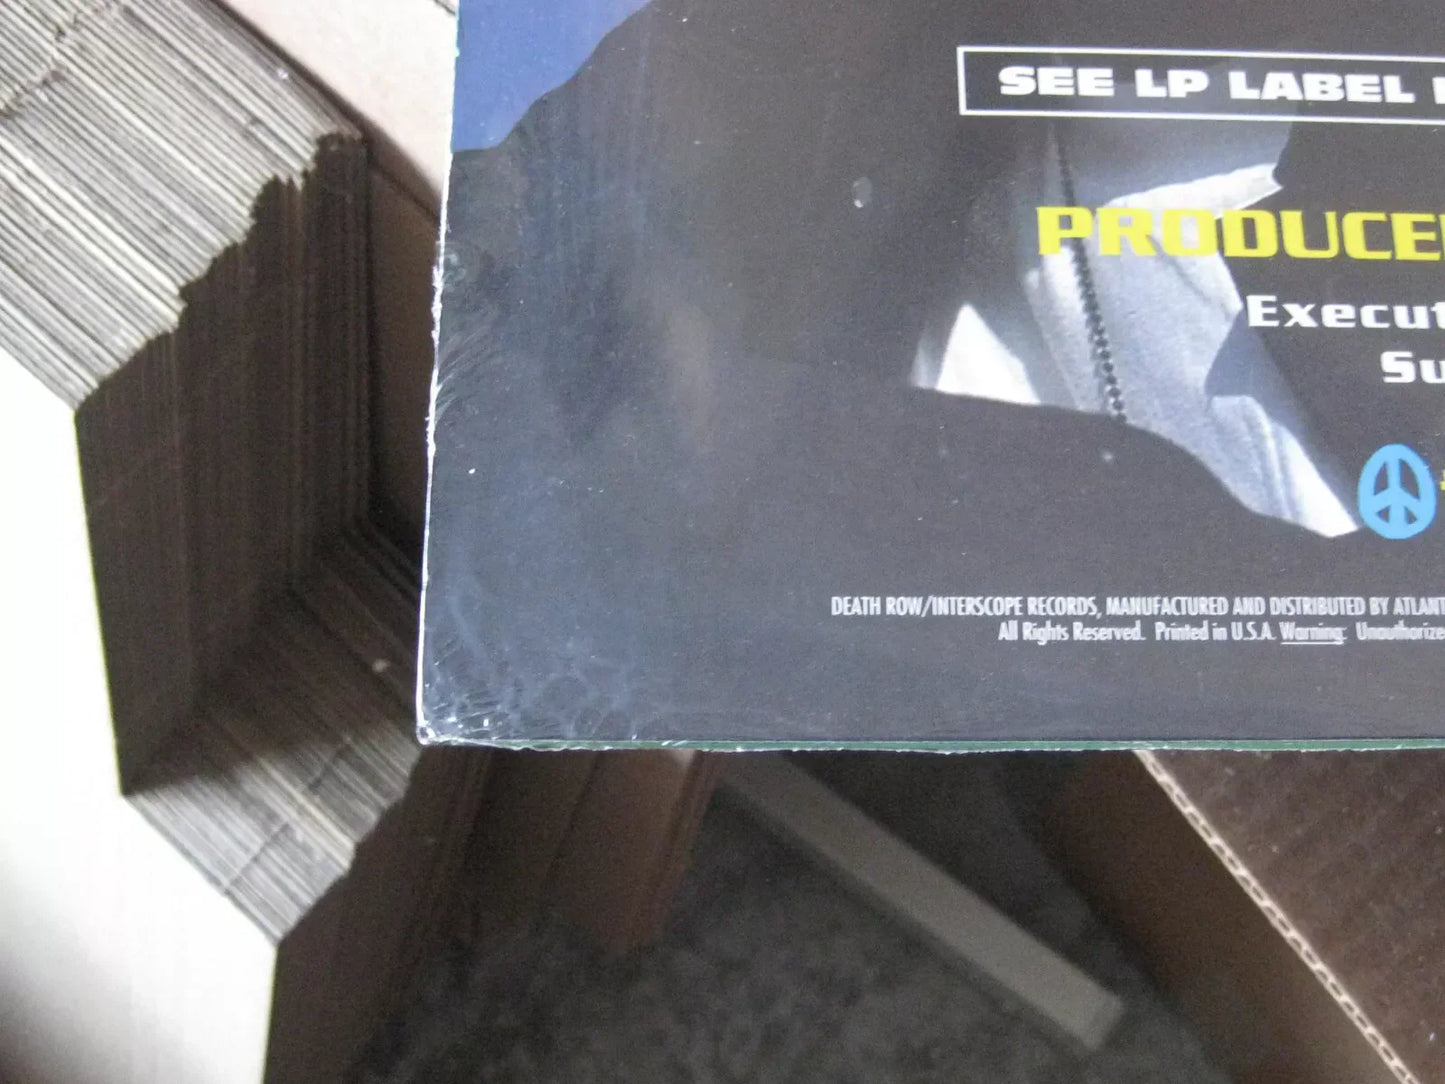 SEE LP LABEL
PRODUCE
Execut
Su
DEATH ROW/INTERSCOPE RECORDS, MANUFACTURED AND DISTRIBUTED BY ATLANT
All Rights Reserved. Printed in U.S.A. Warning: Unauthorize